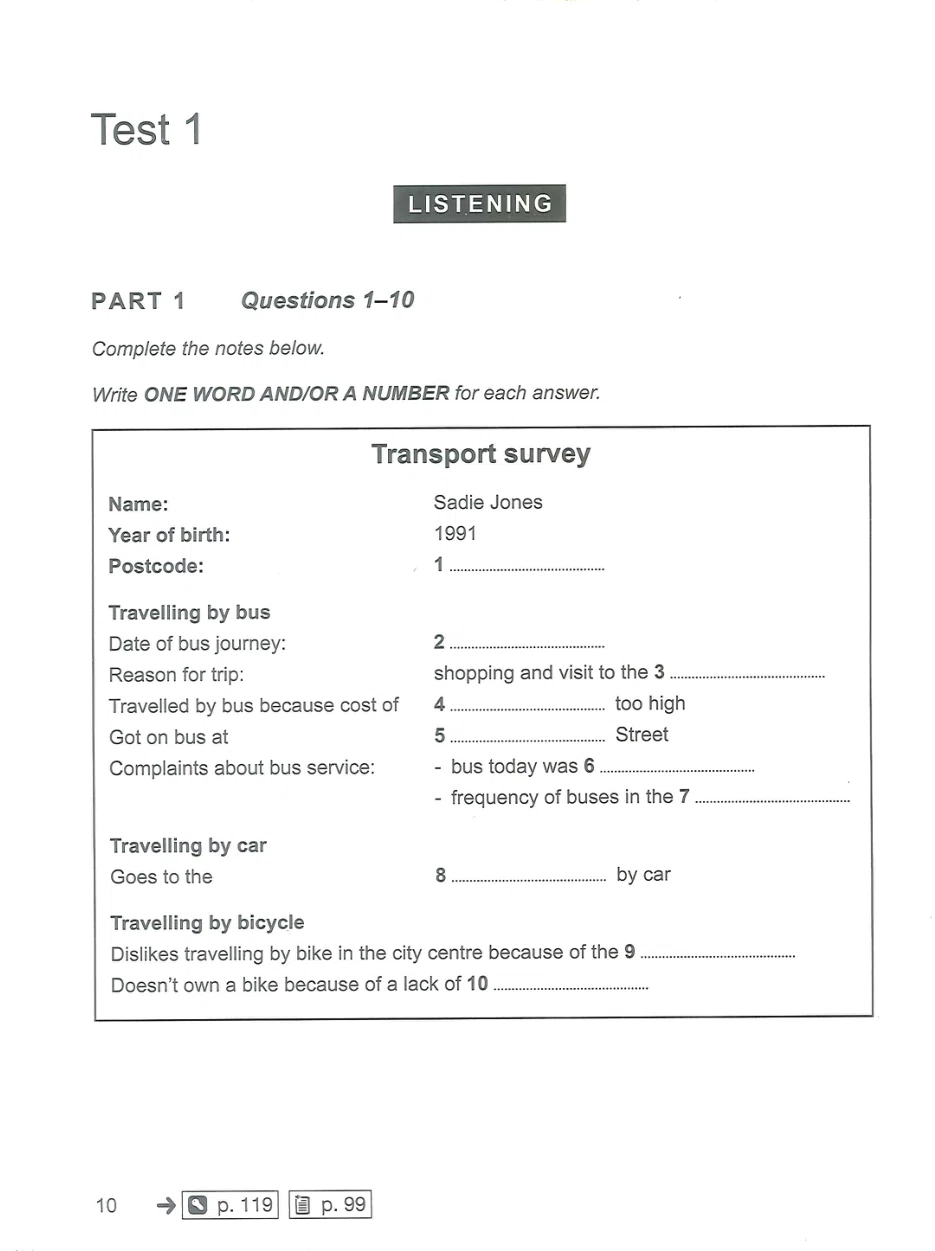 Test 1
LISTENING
PART 1 Questions 1–10
Complete the notes below.
Write ONE WORD AND/OR A NUMBER for each answer.
Transport survey
Name: Sadie Jones
Year of birth: 1991
Postcode: 1 ..........................................
Travelling by bus
Date of bus journey: 2 ..........................................
Reason for trip: shopping and visit to the 3 ..........................................
Travelled by bus because cost of 4 .......................................... too high
Got on bus at 5 .......................................... Street
Complaints about bus service: - bus today was 6 ..........................................
- frequency of buses in the 7 ..........................................
Travelling by car
Goes to the 8 .......................................... by car
Travelling by bicycle
Dislikes travelling by bike in the city centre because of the 9 ..........................................
Doesn't own a bike because of a lack of 10 ..........................................
10 → p. 119 p. 99